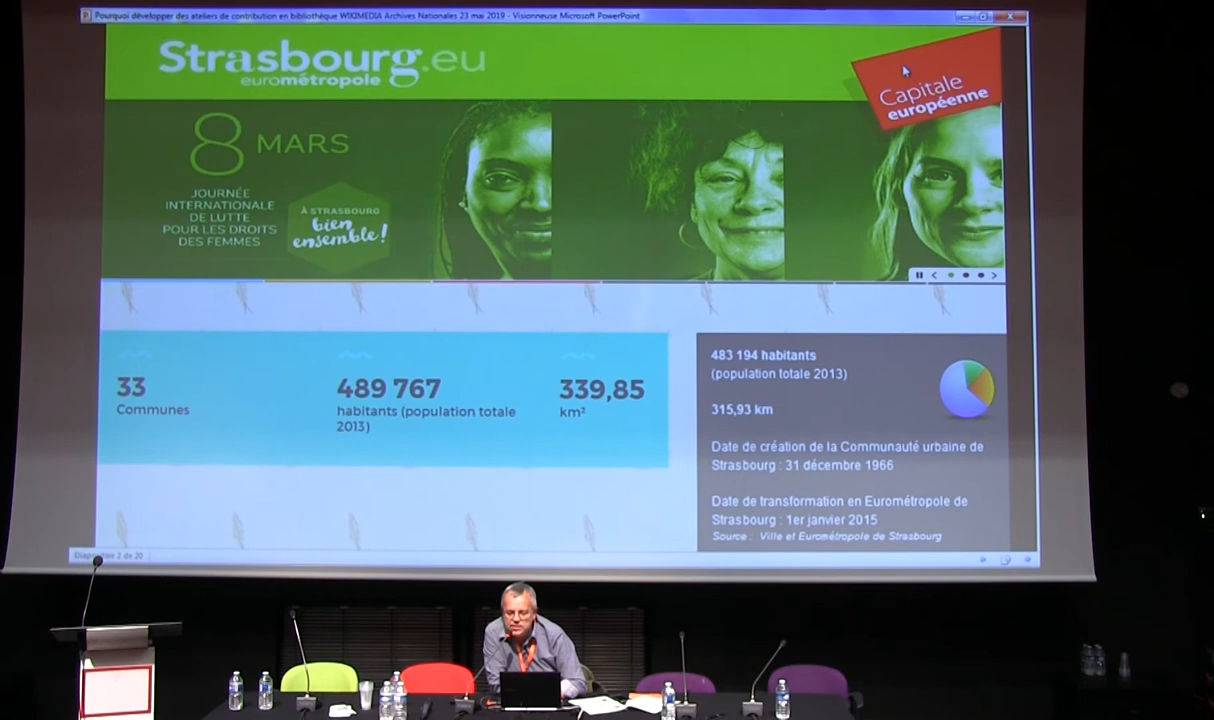 Pourquoi développer des ateliers de contribution en bibliothèque WIKIMEDIA Archives Nationales 23 mai 2019 - Visionneuse Microsoft PowerPoint
Strasbourg.eu
eurométropole
Capitale
européenne
8 MARS
JOURNÉE
INTERNATIONALE
DE LUTTE
POUR LES DROITS
DES FEMMES
À STRASBOURG
bien
ensemble!
33
Communes
489 767
habitants (population totale
2013)
339,85
km²
483 194 habitants
(population totale 2013)
315,93 km
Date de création de la Communauté urbaine de
Strasbourg : 31 décembre 1966
Date de transformation en Eurométropole de
Strasbourg : 1er janvier 2015
Source : Ville et Eurométropole de Strasbourg
Diapositive 2 de 20